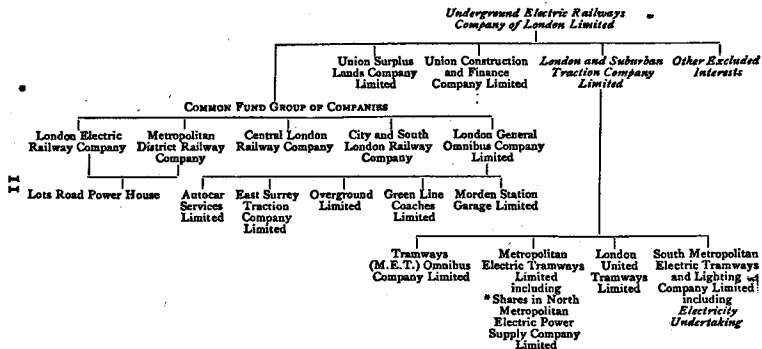 Underground Electric Railways
Company of London Limited
Union Surplus
Lands Company
Limited
Union Construction
and Finance
Company Limited
London and Suburban
Traction Company
Limited
Other Excluded
Interests
COMMON FUND GROUP OF COMPANIES
London Electric
Railway Company
Metropolitan
District Railway
Company
Central London
Railway Company
City and South
London Railway
Company
London General
Omnibus Company
Limited
II
Lots Road Power House
Autocar
Services
Limited
East Surrey
Traction
Company
Limited
Overground
Limited
Green Line
Coaches
Limited
Morden Station
Garage Limited
Tramways
(M.E.T.) Omnibus
Company Limited
Metropolitan
Electric Tramways
Limited
including
*Shares in North
Metropolitan
Electric Power
Supply Company
Limited
London
United
Tramways
Limited
South Metropolitan
Electric Tramways
and Lighting
Company Limited
including
Electricity
Undertaking